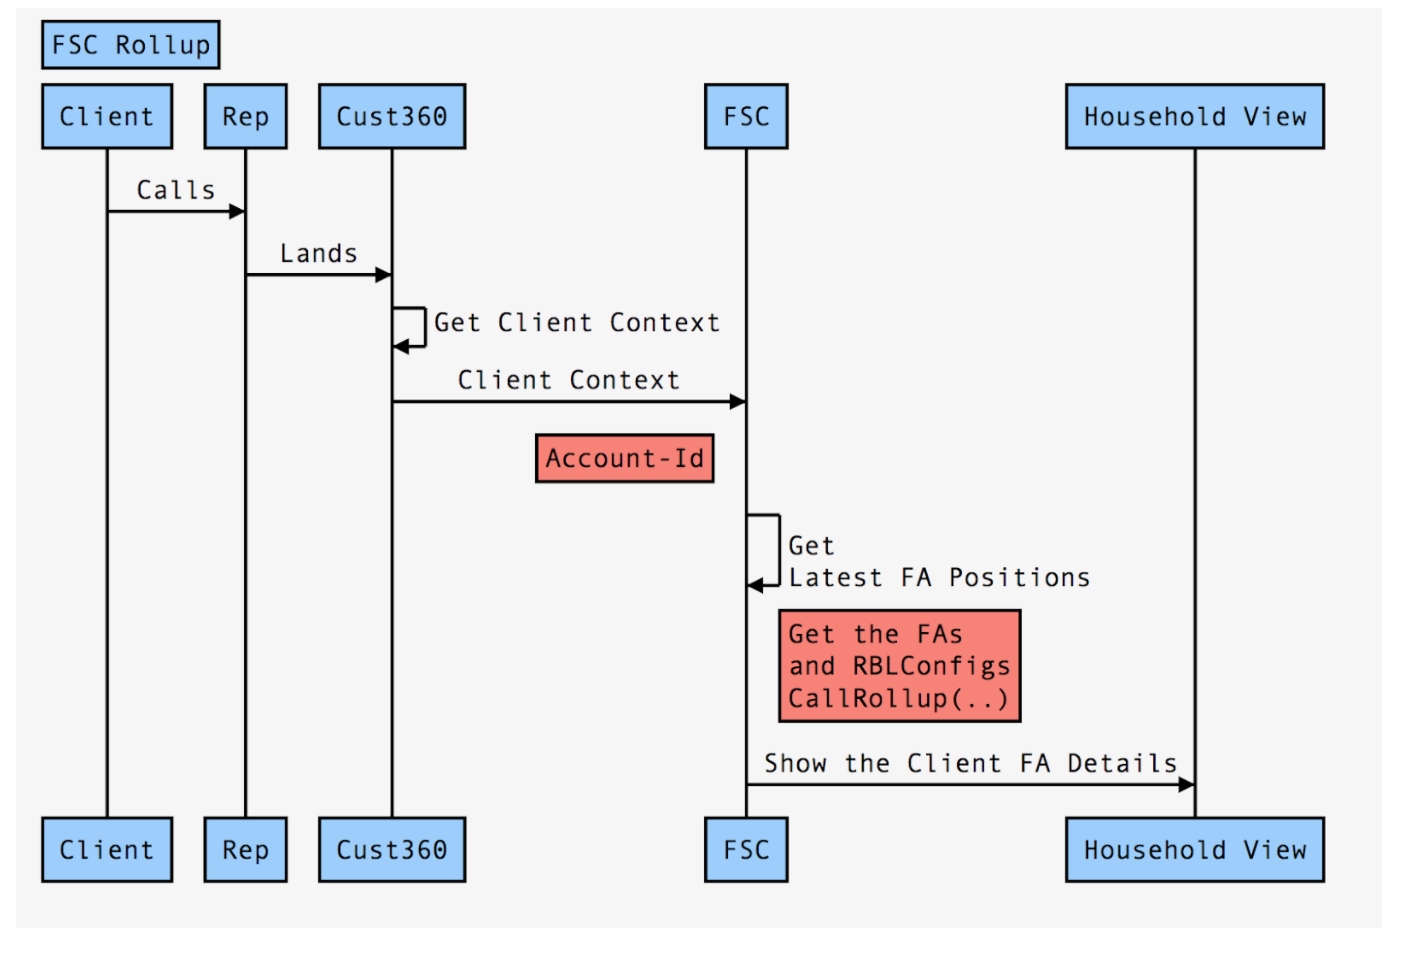 FSC Rollup
Client
Rep
Cust360
FSC
Household View
Calls
Lands
Get Client Context
Client Context
Account-Id
Get
Latest FA Positions
Get the FAs
and RBLConfigs
CallRollup(..)
Show the Client FA Details
Client
Rep
Cust360
FSC
Household View